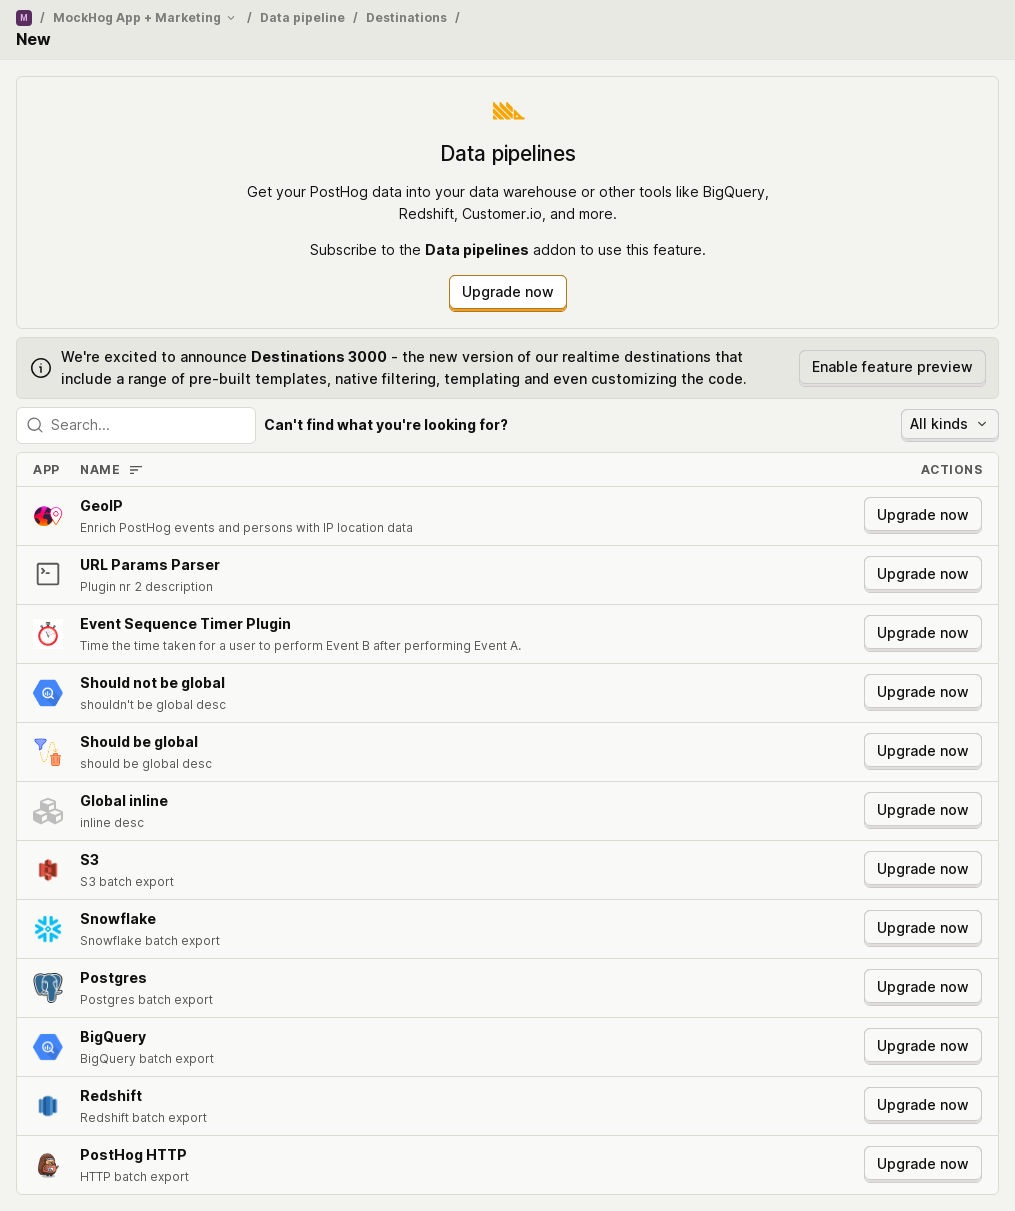 M / MockHog App + Marketing / Data pipeline / Destinations /
New
Data pipelines
Get your PostHog data into your data warehouse or other tools like BigQuery,
Redshift, Customer.io, and more.
Subscribe to the Data pipelines addon to use this feature.
Upgrade now
We're excited to announce Destinations 3000 - the new version of our realtime destinations that
include a range of pre-built templates, native filtering, templating and even customizing the code.
Enable feature preview
Search...
Can't find what you're looking for?
All kinds
APP NAME ACTIONS
GeoIP
Enrich PostHog events and persons with IP location data
Upgrade now
URL Params Parser
Plugin nr 2 description
Upgrade now
Event Sequence Timer Plugin
Time the time taken for a user to perform Event B after performing Event A.
Upgrade now
Should not be global
shouldn't be global desc
Upgrade now
Should be global
should be global desc
Upgrade now
Global inline
inline desc
Upgrade now
S3
S3 batch export
Upgrade now
Snowflake
Snowflake batch export
Upgrade now
Postgres
Postgres batch export
Upgrade now
BigQuery
BigQuery batch export
Upgrade now
Redshift
Redshift batch export
Upgrade now
PostHog HTTP
HTTP batch export
Upgrade now